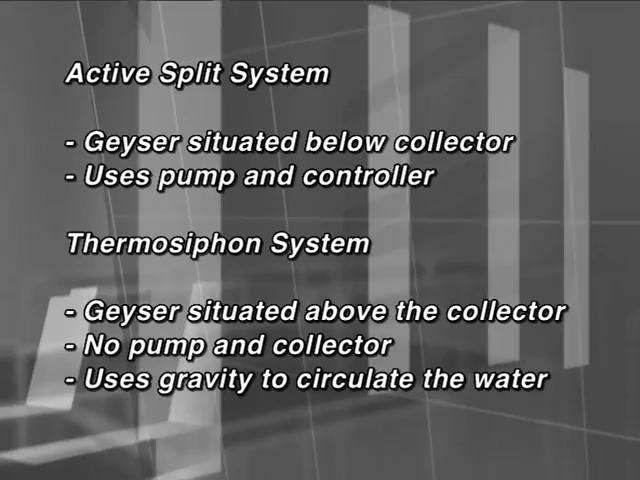 Active Split System
- Geyser situated below collector
- Uses pump and controller
Thermosiphon System
- Geyser situated above the collector
- No pump and collector
- Uses gravity to circulate the water